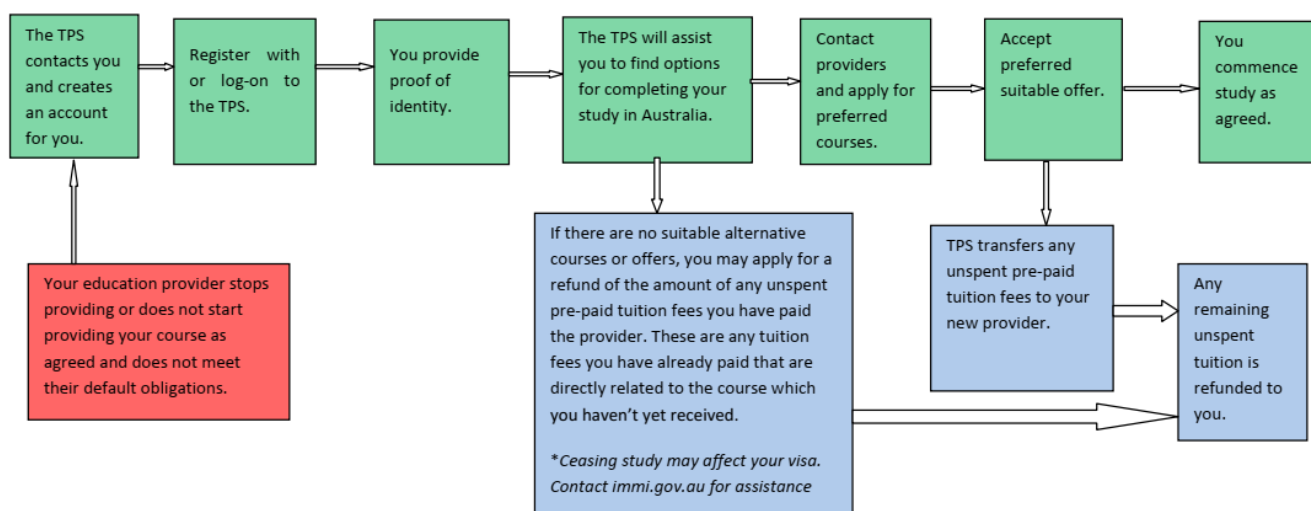 The TPS
contacts you
and creates
an account
for you.
Register with
or log-on to
the TPS.
You provide
proof of
identity.
The TPS will assist
you to find options
for completing your
study in Australia.
Contact
providers
and apply for
preferred
courses.
Accept
preferred
suitable offer.
You
commence
study as
agreed.
Your education provider stops
providing or does not start
providing your course as
agreed and does not meet
their default obligations.
If there are no suitable alternative
courses or offers, you may apply for a
refund of the amount of any unspent
pre-paid tuition fees you have paid
the provider. These are any tuition
fees you have already paid that are
directly related to the course which
you haven’t yet received.
*Ceasing study may affect your visa.
Contact immi.gov.au for assistance
TPS transfers any
unspent pre-paid
tuition fees to your
new provider.
Any
remaining
unspent
tuition is
refunded to
you.